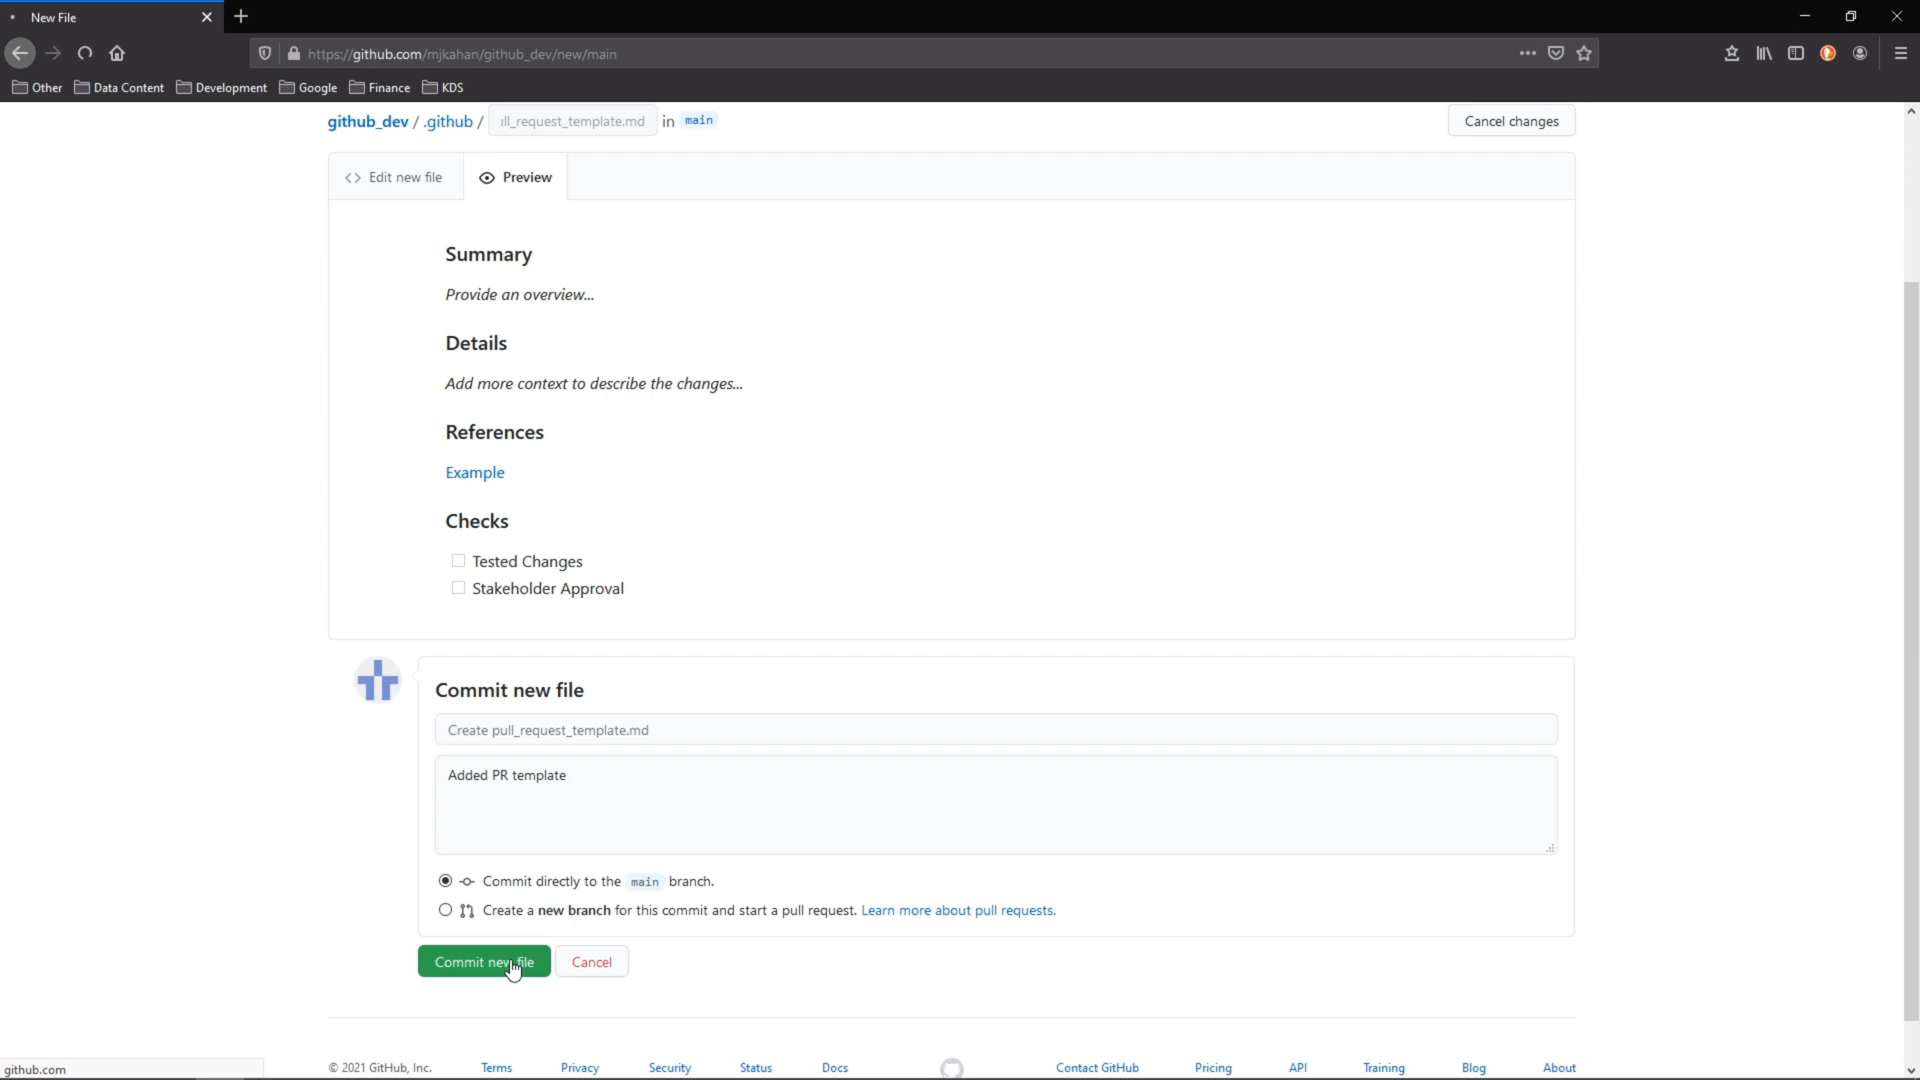 New File
https://github.com/mjkahan/github_dev/new/main
Other Data Content Development Google Finance KDS
github_dev / .github / ll_request_template.md in main Cancel changes
Edit new file Preview
Summary
Provide an overview...
Details
Add more context to describe the changes...
References
Example
Checks
Tested Changes
Stakeholder Approval
Commit new file
Create pull_request_template.md
Added PR template
Commit directly to the main branch.
Create a new branch for this commit and start a pull request. Learn more about pull requests.
Commit new file Cancel
© 2021 GitHub, Inc. Terms Privacy Security Status Docs Contact GitHub Pricing API Training Blog About
github.com